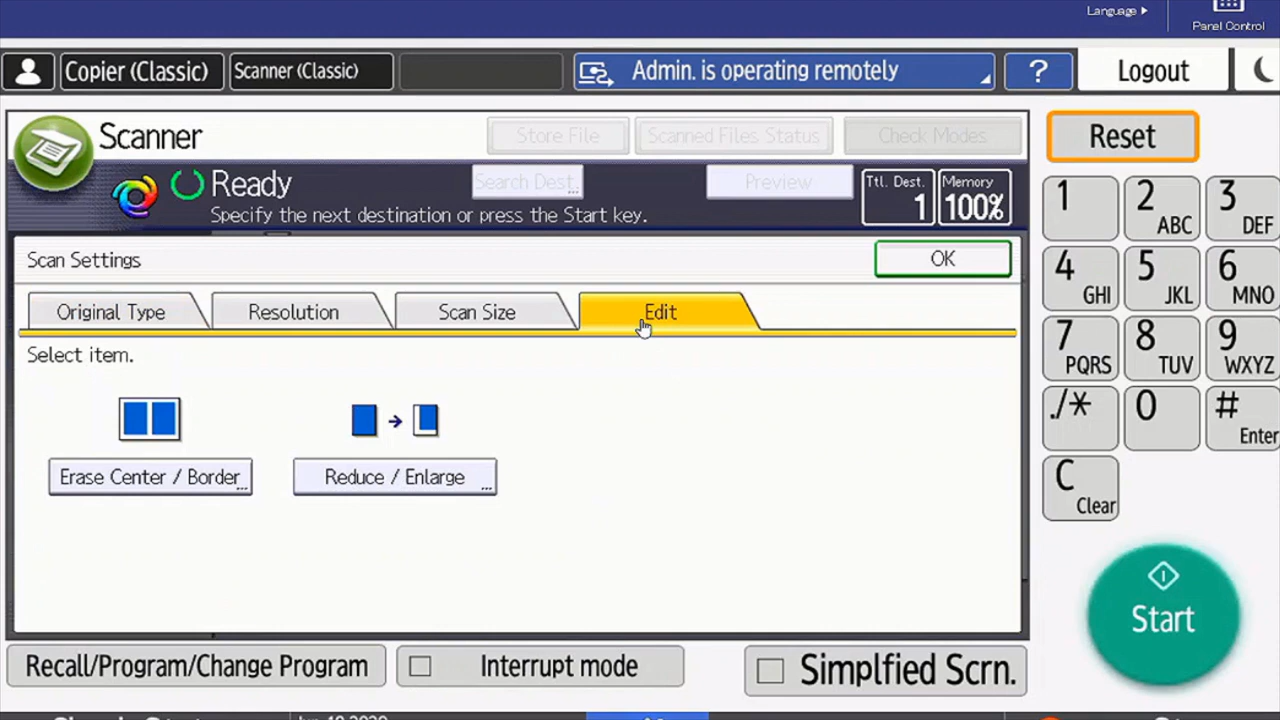 Language ▶
Panel Control
Copier (Classic)
Scanner (Classic)
Admin. is operating remotely
?
Logout
Scanner
Store File
Scanned Files Status
Check Modes
Reset
Ready
Search Dest...
Preview
Ttl. Dest.
1
Memory
100%
Specify the next destination or press the Start key.
Scan Settings
OK
Original Type
Resolution
Scan Size
Edit
Select item.
Erase Center / Border...
Reduce / Enlarge...
1
2 ABC
3 DEF
4 GHI
5 JKL
6 MNO
7 PQRS
8 TUV
9 WXYZ
./*
0
# Enter
C Clear
Start
Recall/Program/Change Program
Interrupt mode
Simplfied Scrn.